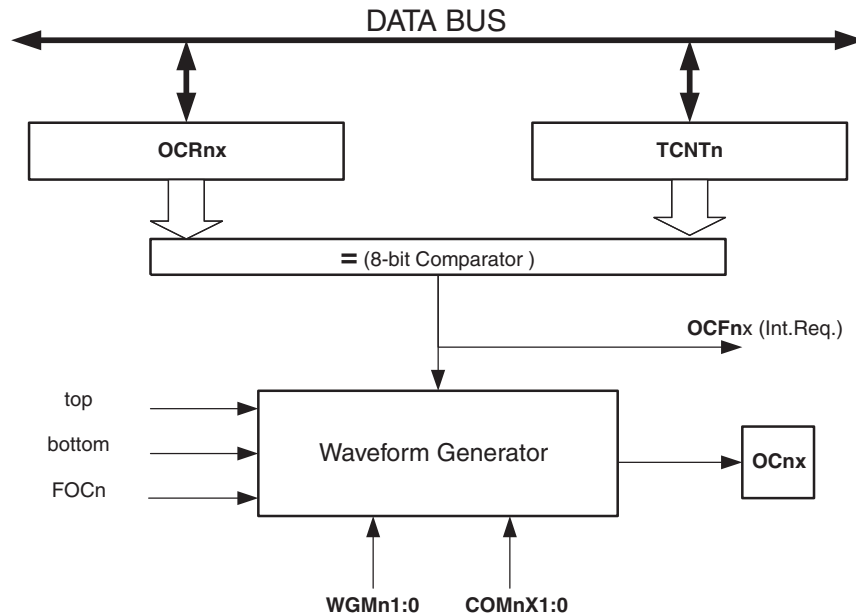 DATA BUS
OCRnx
TCNTn
= (8-bit Comparator )
OCFnx (Int.Req.)
top
bottom
FOCn
Waveform Generator
OCnx
WGMn1:0
COMnX1:0